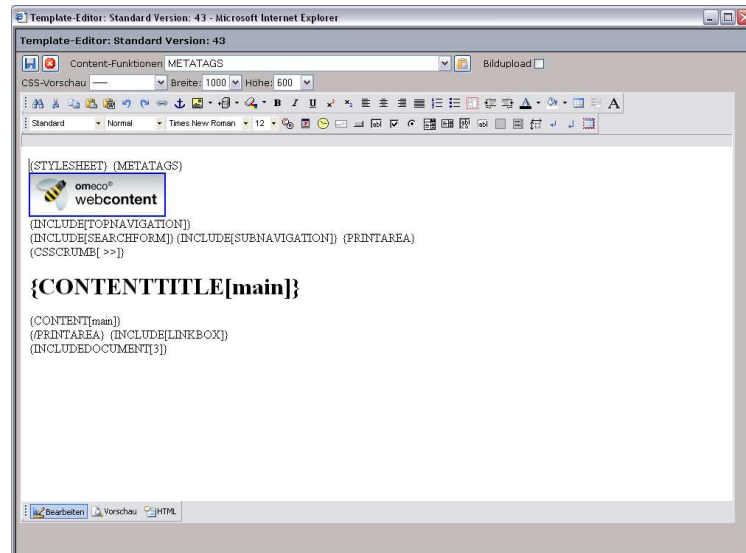 Template-Editor: Standard Version: 43 - Microsoft Internet Explorer
Template-Editor: Standard Version: 43
Content-Funktionen METATAGS Bildupload
CSS-Vorschau Breite: 1000 Höhe: 600
B I U x² x₂ A A
Standard Normal Times New Roman 12
{STYLESHEET} {METATAGS}
omeco®
webcontent
{INCLUDE[TOPNAVIGATION]}
{INCLUDE[SEARCHFORM]} {INCLUDE[SUBNAVIGATION]} {PRINTAREA}
{CSSCRUMB[ >>]}
{CONTENTTITLE[main]}
{CONTENT[main]}
{/PRINTAREA} {INCLUDE[LINKBOX]}
{INCLUDEDOCUMENT[3]}
Bearbeiten Vorschau HTML